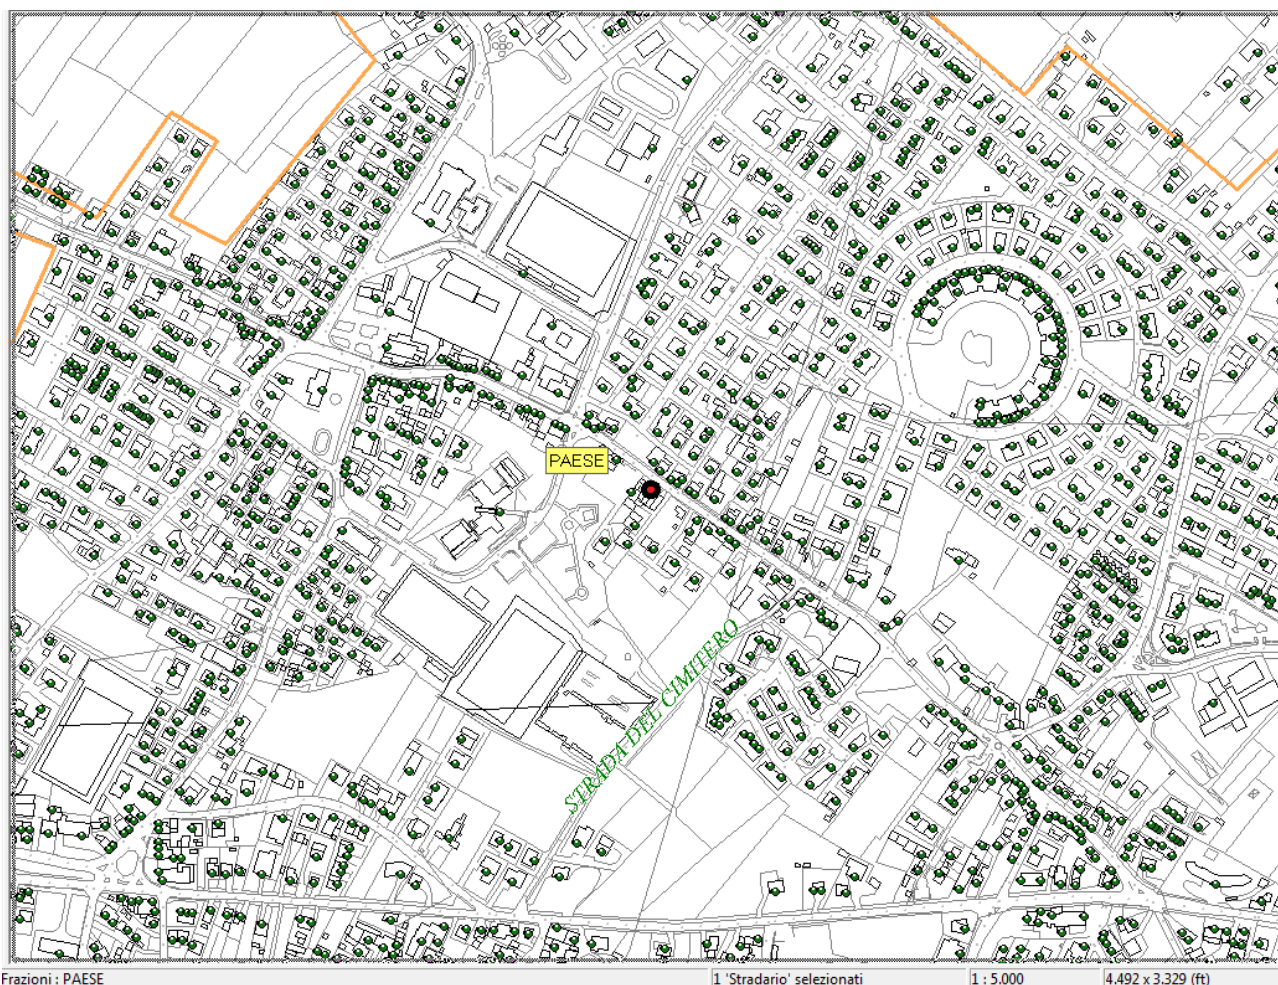 PAESE
STRADA DEL CIMITERO
Frazioni : PAESE
1 'Stradario' selezionati
1 : 5.000
4.492 x 3.329 (ft)